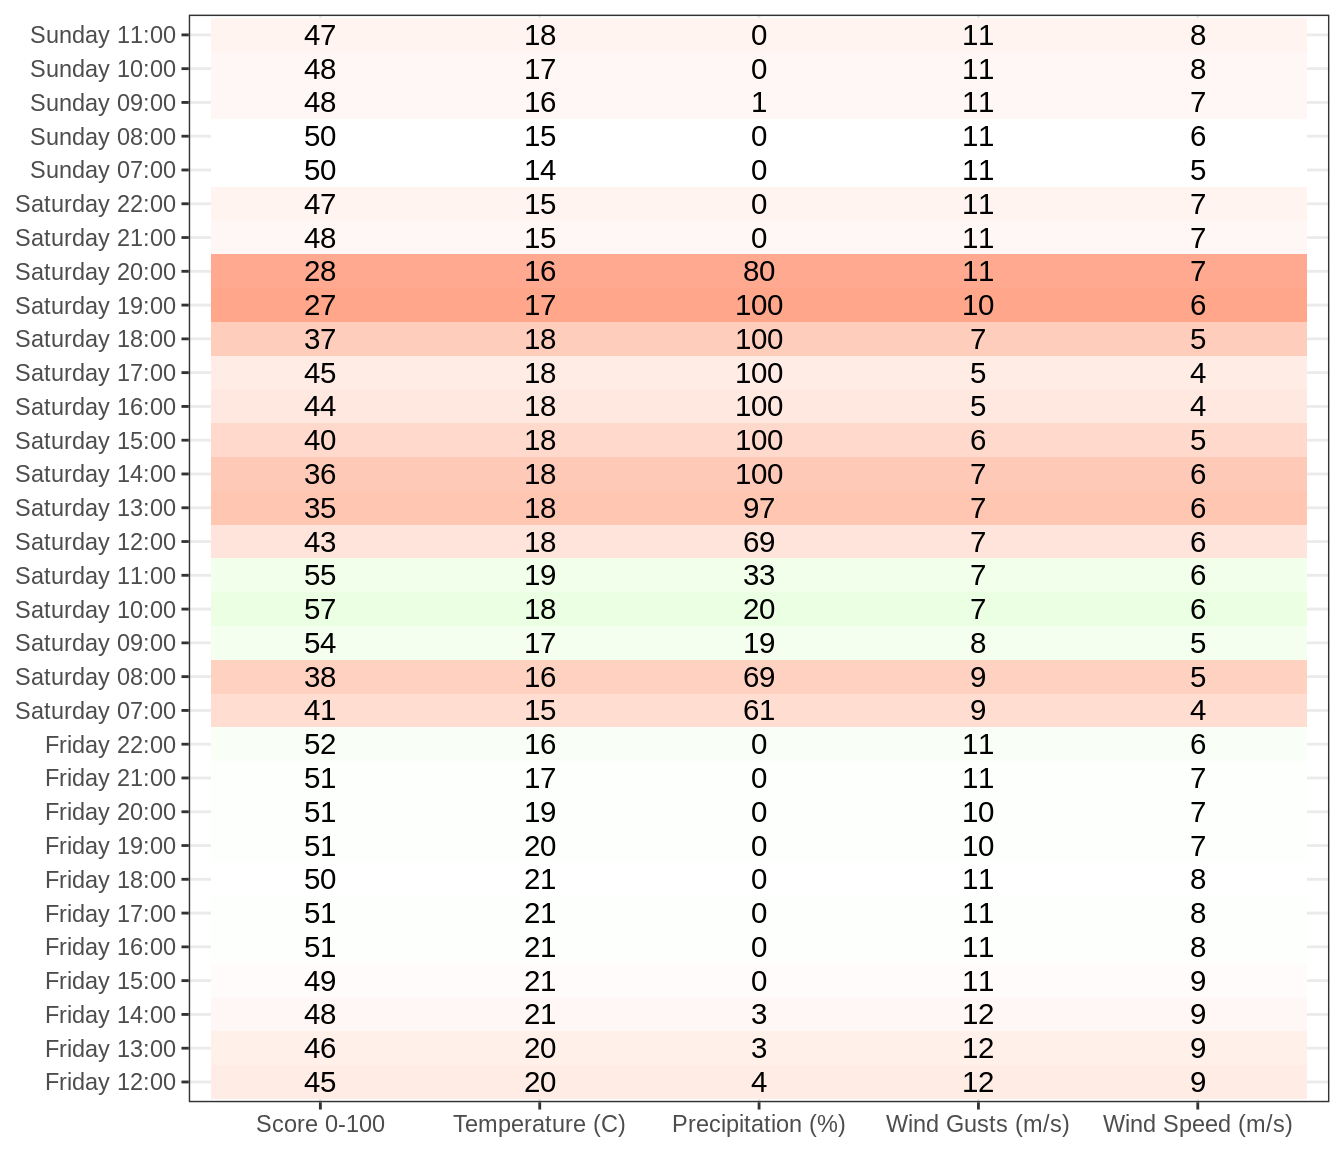 Sunday 11:00 47 18 0 11 8
Sunday 10:00 48 17 0 11 8
Sunday 09:00 48 16 1 11 7
Sunday 08:00 50 15 0 11 6
Sunday 07:00 50 14 0 11 5
Saturday 22:00 47 15 0 11 7
Saturday 21:00 48 15 0 11 7
Saturday 20:00 28 16 80 11 7
Saturday 19:00 27 17 100 10 6
Saturday 18:00 37 18 100 7 5
Saturday 17:00 45 18 100 5 4
Saturday 16:00 44 18 100 5 4
Saturday 15:00 40 18 100 6 5
Saturday 14:00 36 18 100 7 6
Saturday 13:00 35 18 97 7 6
Saturday 12:00 43 18 69 7 6
Saturday 11:00 55 19 33 7 6
Saturday 10:00 57 18 20 7 6
Saturday 09:00 54 17 19 8 5
Saturday 08:00 38 16 69 9 5
Saturday 07:00 41 15 61 9 4
Friday 22:00 52 16 0 11 6
Friday 21:00 51 17 0 11 7
Friday 20:00 51 19 0 10 7
Friday 19:00 51 20 0 10 7
Friday 18:00 50 21 0 11 8
Friday 17:00 51 21 0 11 8
Friday 16:00 51 21 0 11 8
Friday 15:00 49 21 0 11 9
Friday 14:00 48 21 3 12 9
Friday 13:00 46 20 3 12 9
Friday 12:00 45 20 4 12 9
Score 0-100 Temperature (C) Precipitation (%) Wind Gusts (m/s) Wind Speed (m/s)